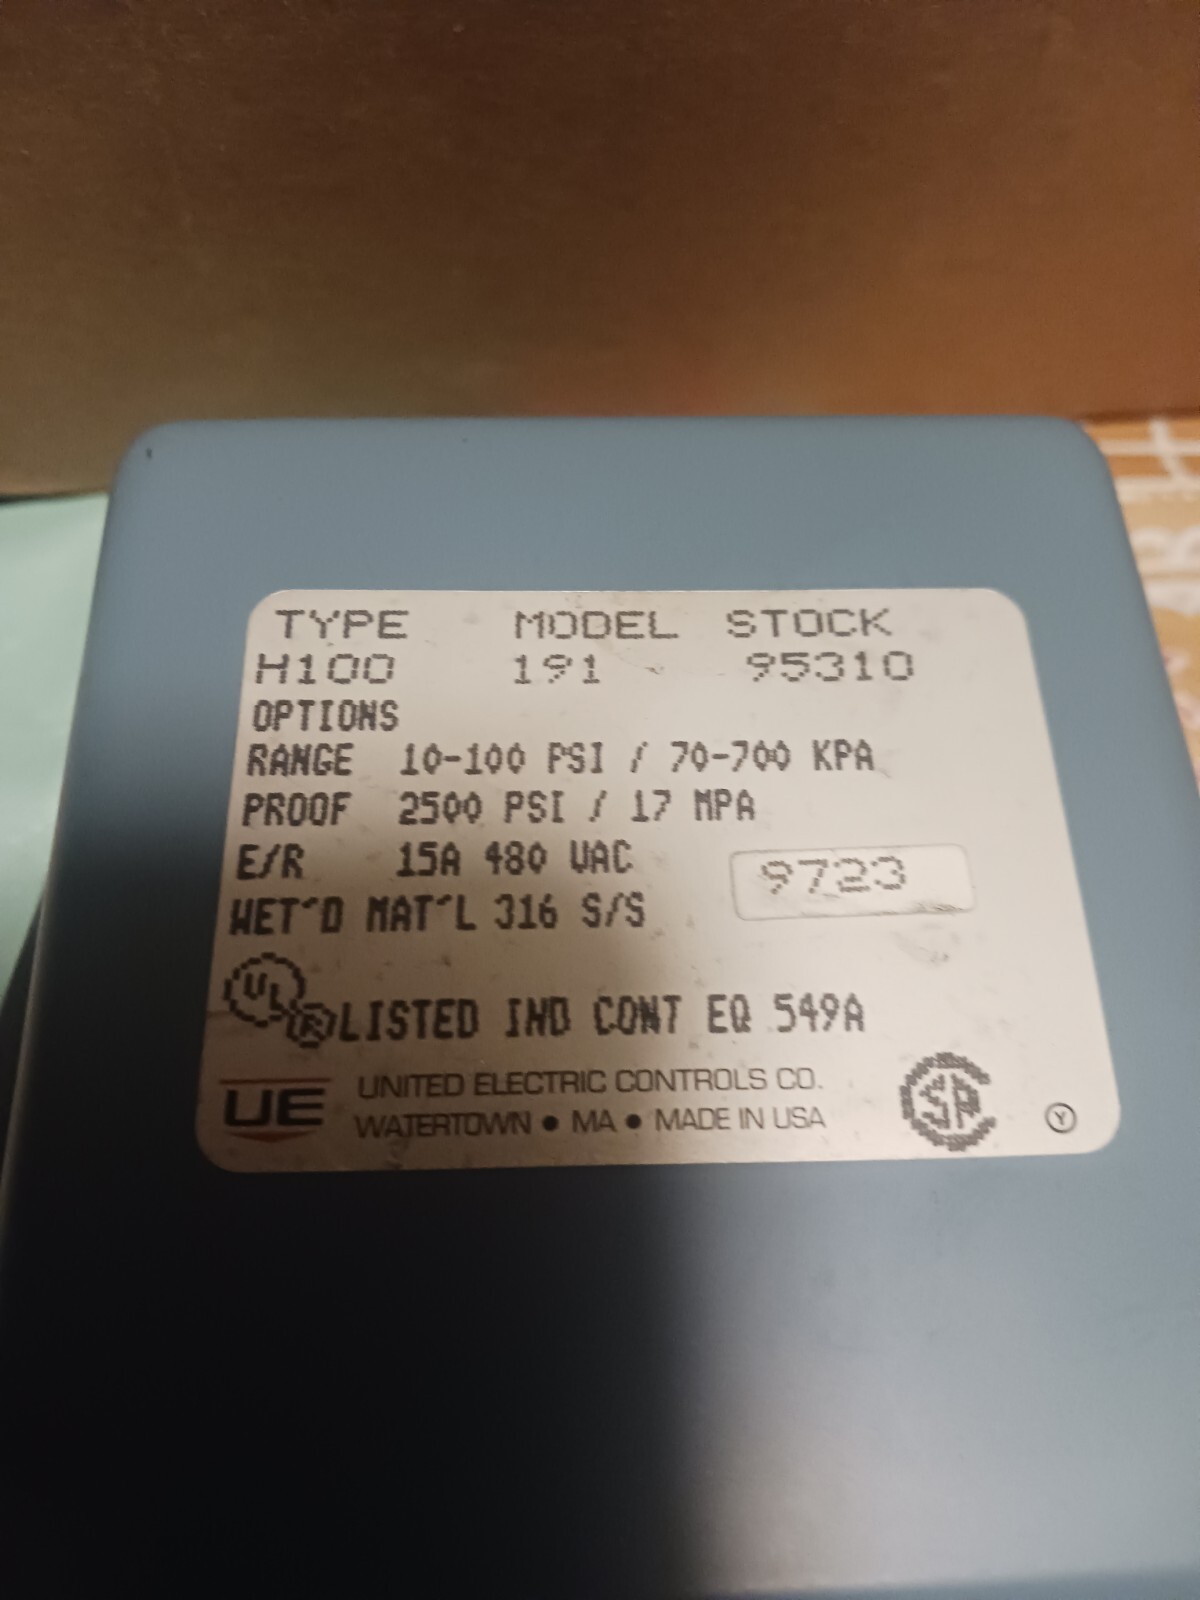 TYPE MODEL STOCK
H100 191 95310
OPTIONS
RANGE 10-100 PSI / 70-700 KPA
PROOF 2500 PSI / 17 MPA
E/R 15A 480 VAC
9723
WET'D MAT'L 316 S/S
UL
R LISTED IND CONT EQ 549A
UE UNITED ELECTRIC CONTROLS CO.
WATERTOWN • MA • MADE IN USA
SA
Y